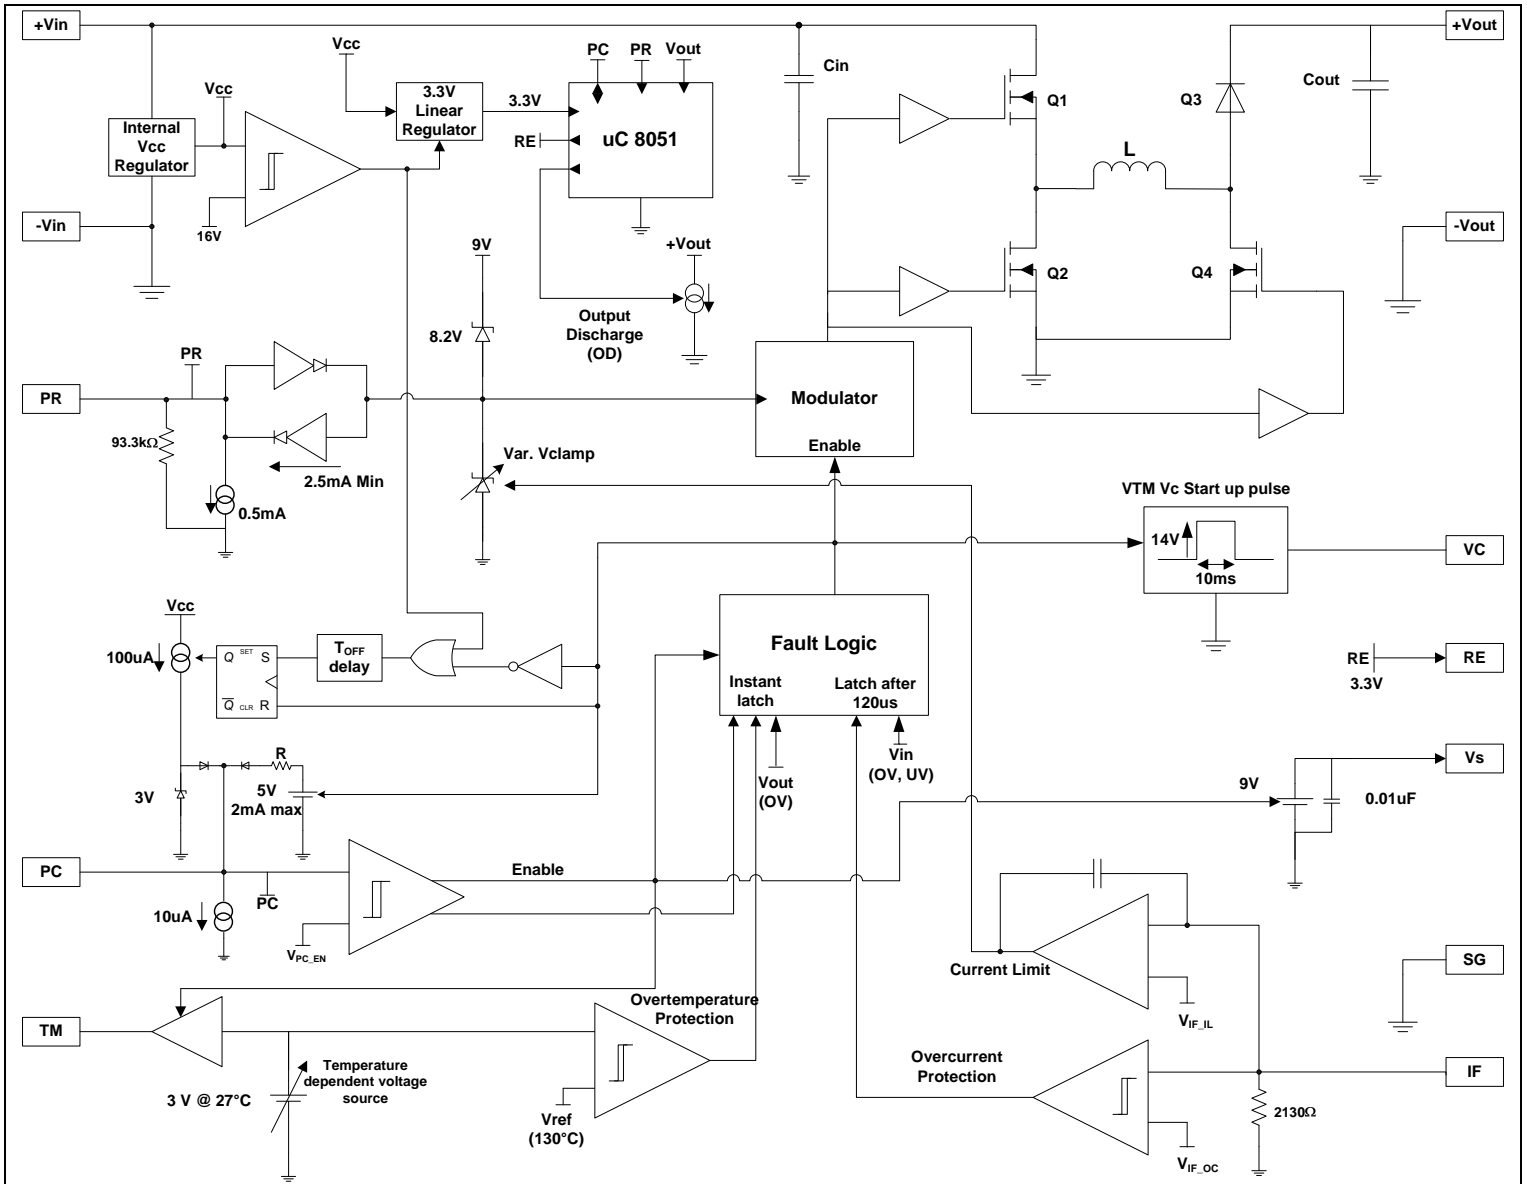 +Vin
+Vout
Vcc
PC
PR
Vout
Cin
Cout
Q1
Q3
Vcc
3.3V
Linear
Regulator
3.3V
RE
uC 8051
L
Internal
Vcc
Regulator
-Vin
16V
-Vout
9V
+Vout
Q2
Q4
8.2V
Output
Discharge
(OD)
PR
PR
93.3kΩ
2.5mA Min
0.5mA
Modulator
Enable
Var. Vclamp
VTM Vc Start up pulse
14V
10ms
VC
Vcc
100uA
Q
SET
S
Q
CLR
R
TOFF
delay
Fault Logic
Instant
latch
Latch after
120us
RE
3.3V
RE
R
3V
5V
2mA max
Vout
(OV)
Vin
(OV, UV)
9V
0.01uF
Vs
PC
PC
10uA
VPC_EN
Enable
Current Limit
VIF_IL
SG
TM
Overtemperature
Protection
Temperature
dependent voltage
source
3 V @ 27°C
Vref
(130°C)
Overcurrent
Protection
VIF_OC
2130Ω
IF